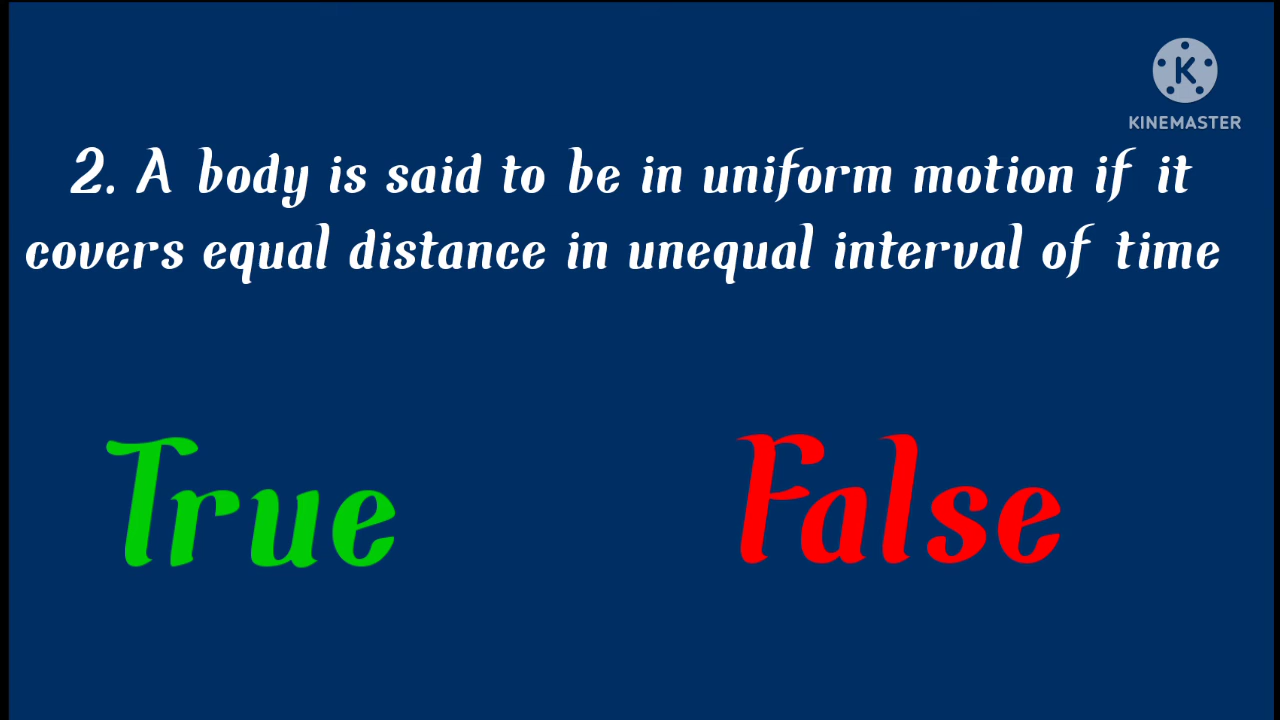 KINEMASTER
2. A body is said to be in uniform motion if it
covers equal distance in unequal interval of time
True
False